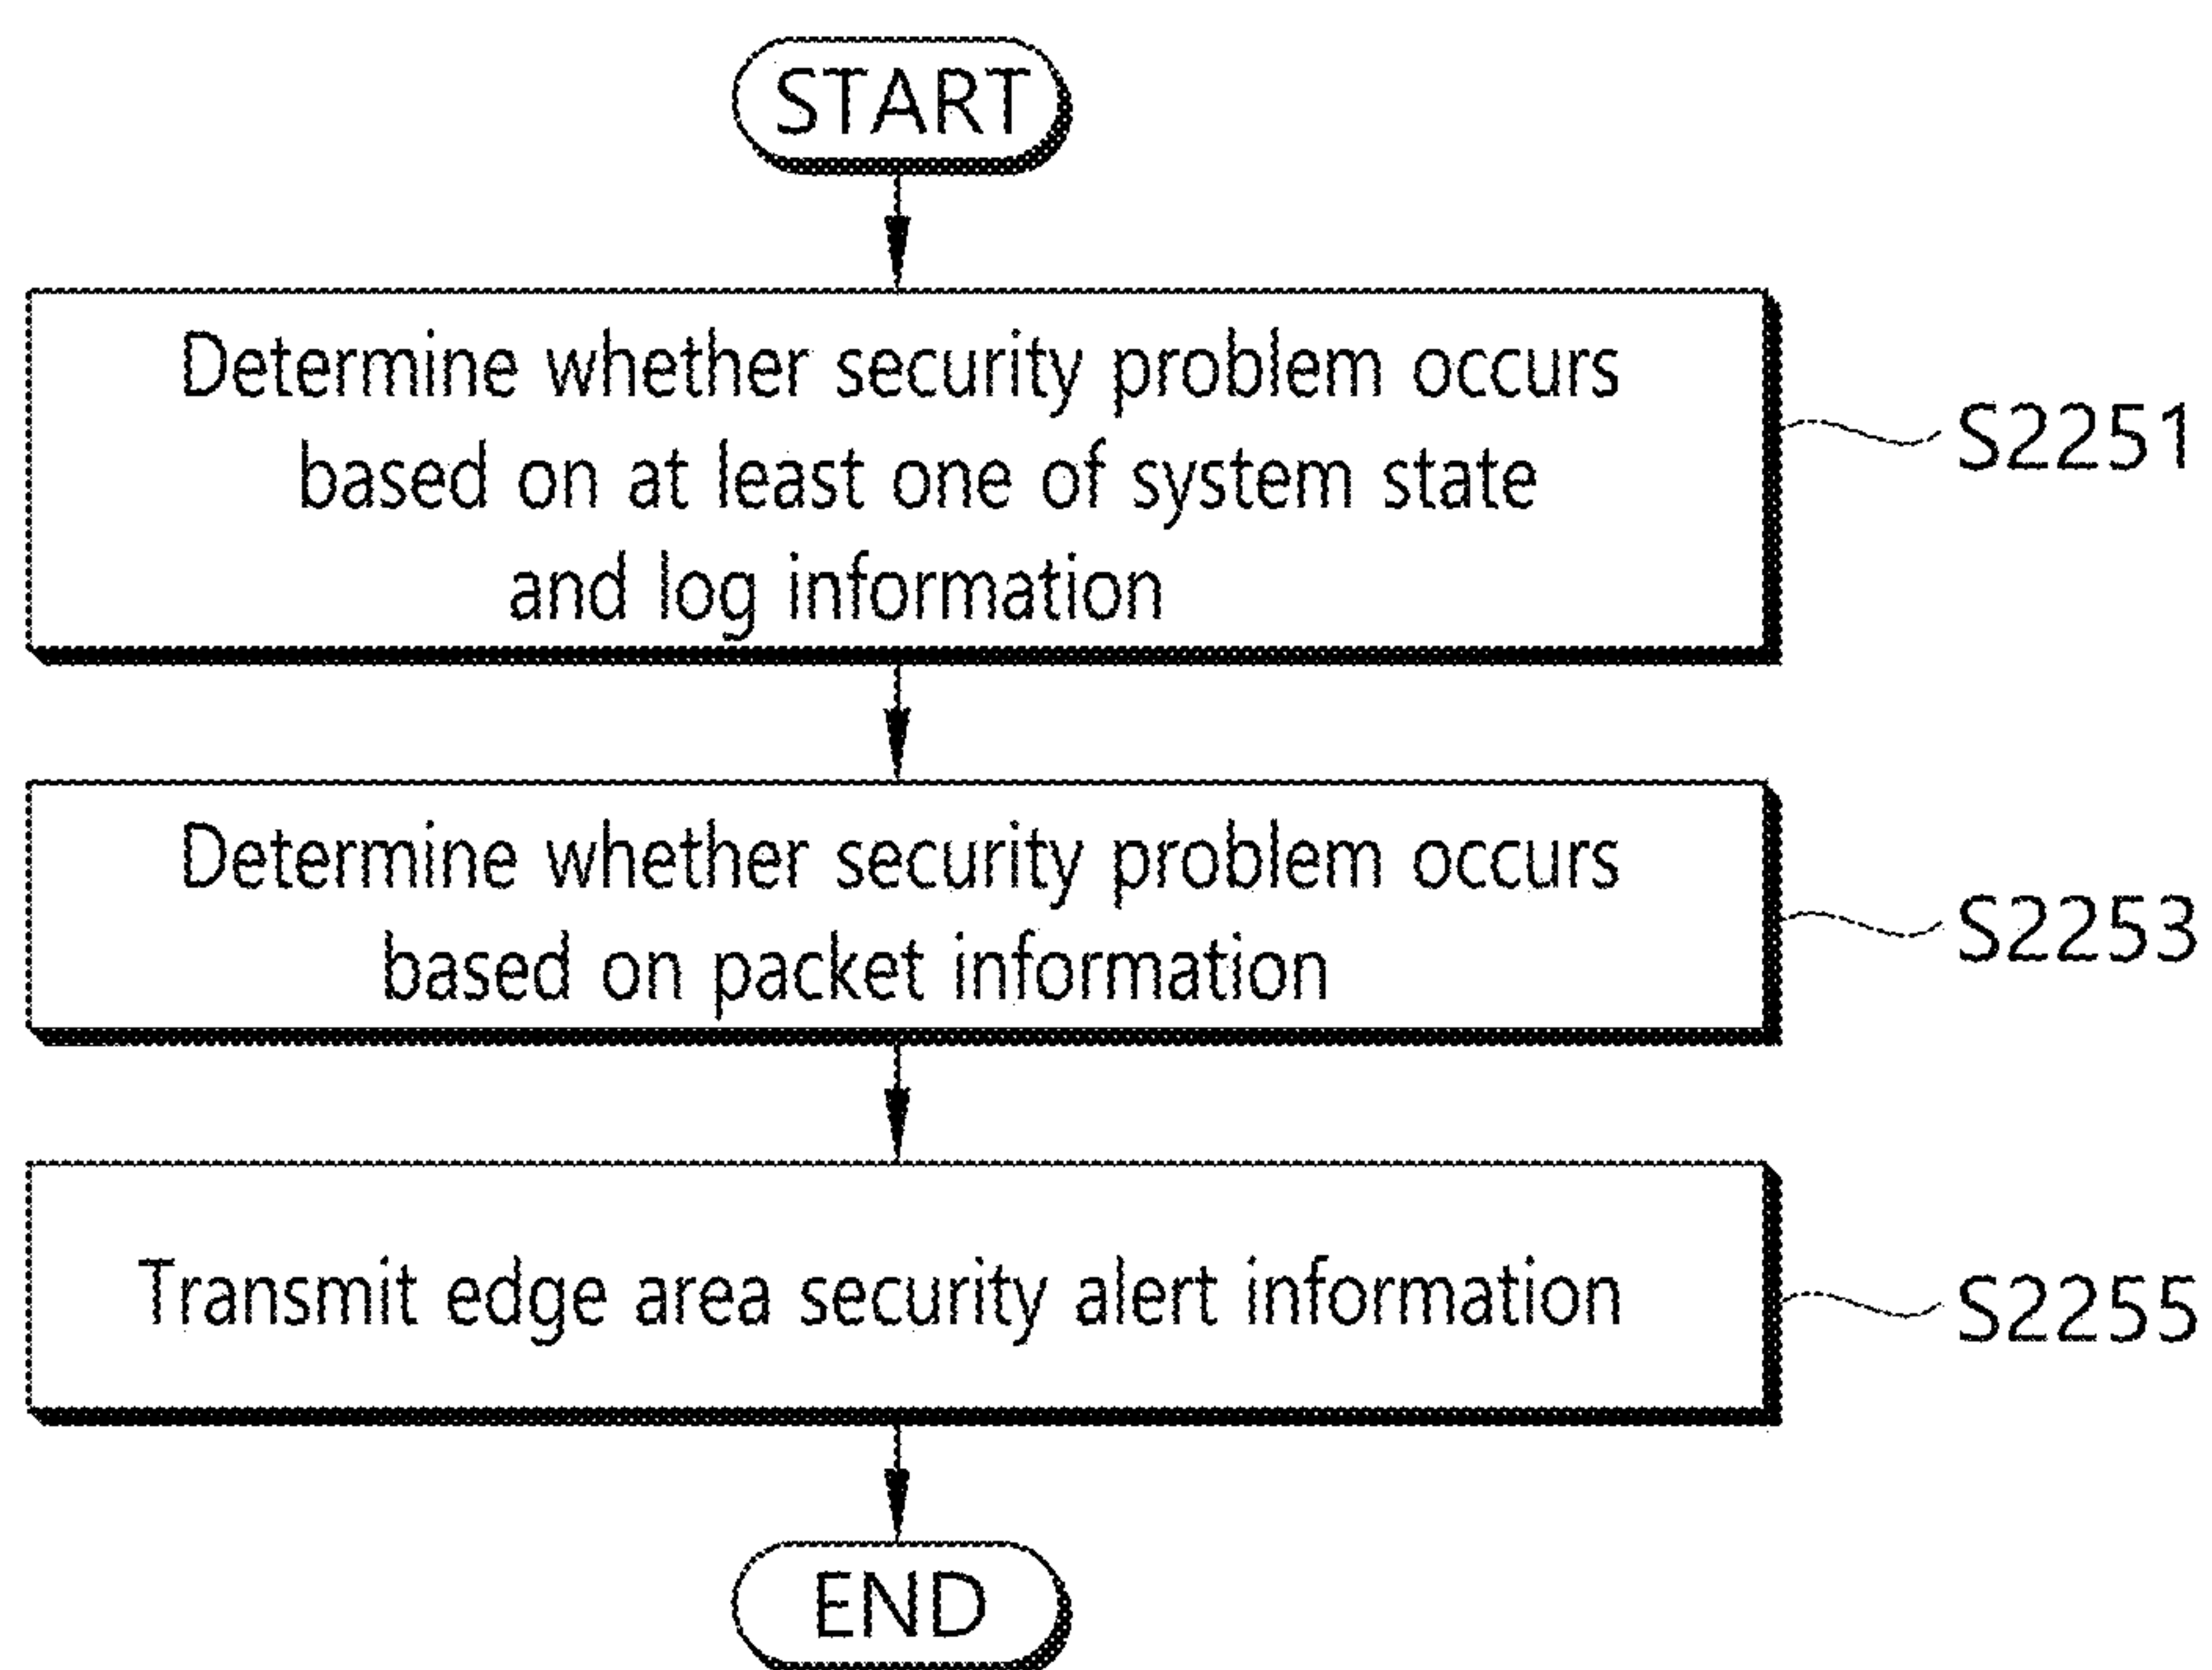 START
Determine whether security problem occurs
based on at least one of system state
and log information
S2251
Determine whether security problem occurs
based on packet information
S2253
Transmit edge area security alert information
S2255
END